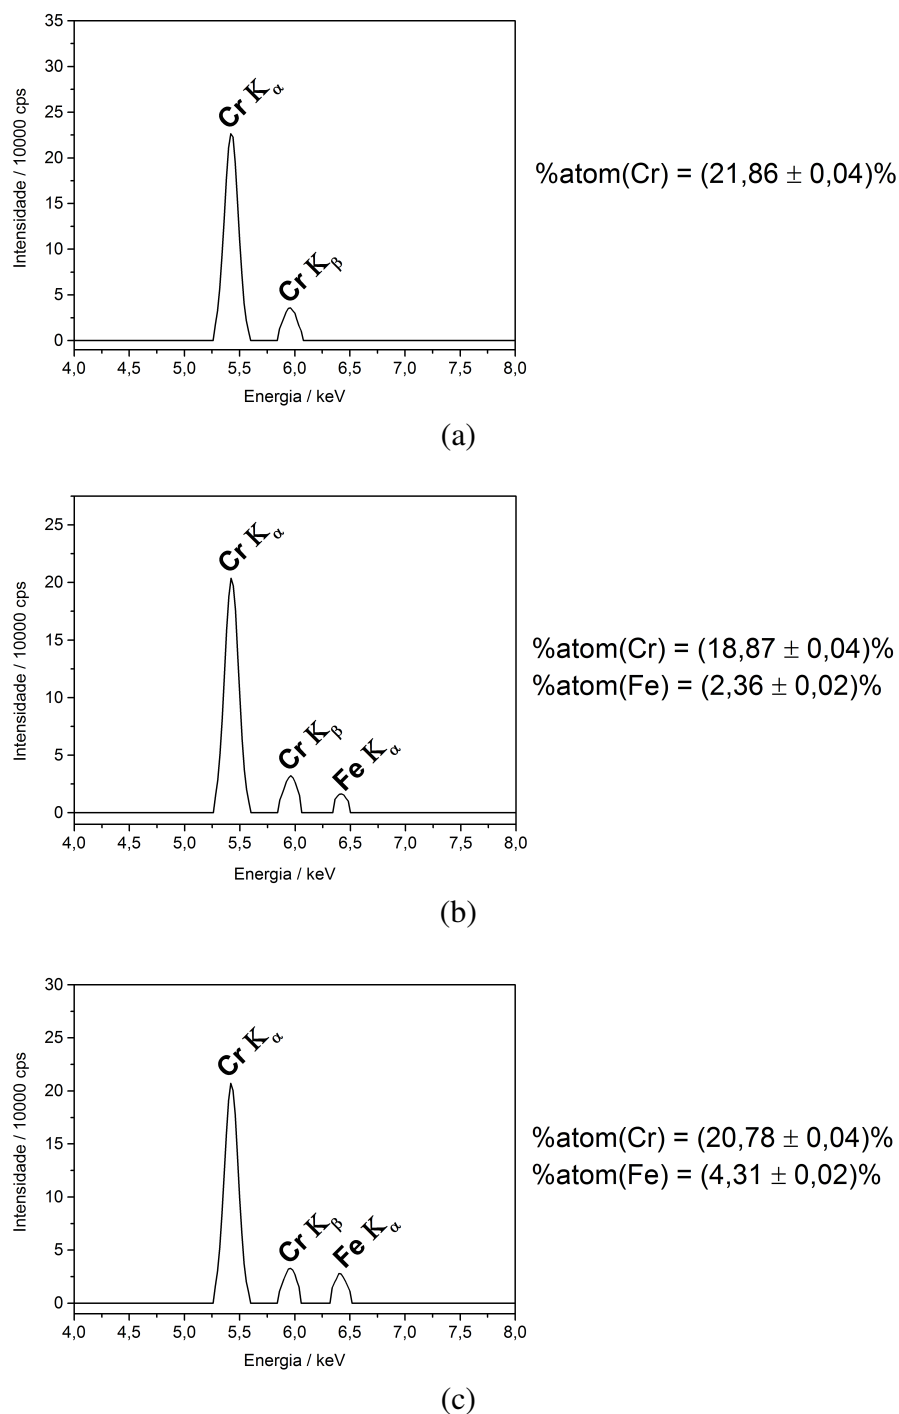 35
30
25
20
15
10
5
0
Intensidade / 10000 cps
Cr Kα
Cr Kβ
4,0 4,5 5,0 5,5 6,0 6,5 7,0 7,5 8,0
Energia / keV
%atom(Cr) = (21,86 ± 0,04)%
(a)
25
20
15
10
5
0
Intensidade / 10000 cps
Cr Kα
Cr Kβ
Fe Kα
4,0 4,5 5,0 5,5 6,0 6,5 7,0 7,5 8,0
Energia / keV
%atom(Cr) = (18,87 ± 0,04)%
%atom(Fe) = (2,36 ± 0,02)%
(b)
30
25
20
15
10
5
0
Intensidade / 10000 cps
Cr Kα
Cr Kβ
Fe Kα
4,0 4,5 5,0 5,5 6,0 6,5 7,0 7,5 8,0
Energia / keV
%atom(Cr) = (20,78 ± 0,04)%
%atom(Fe) = (4,31 ± 0,02)%
(c)